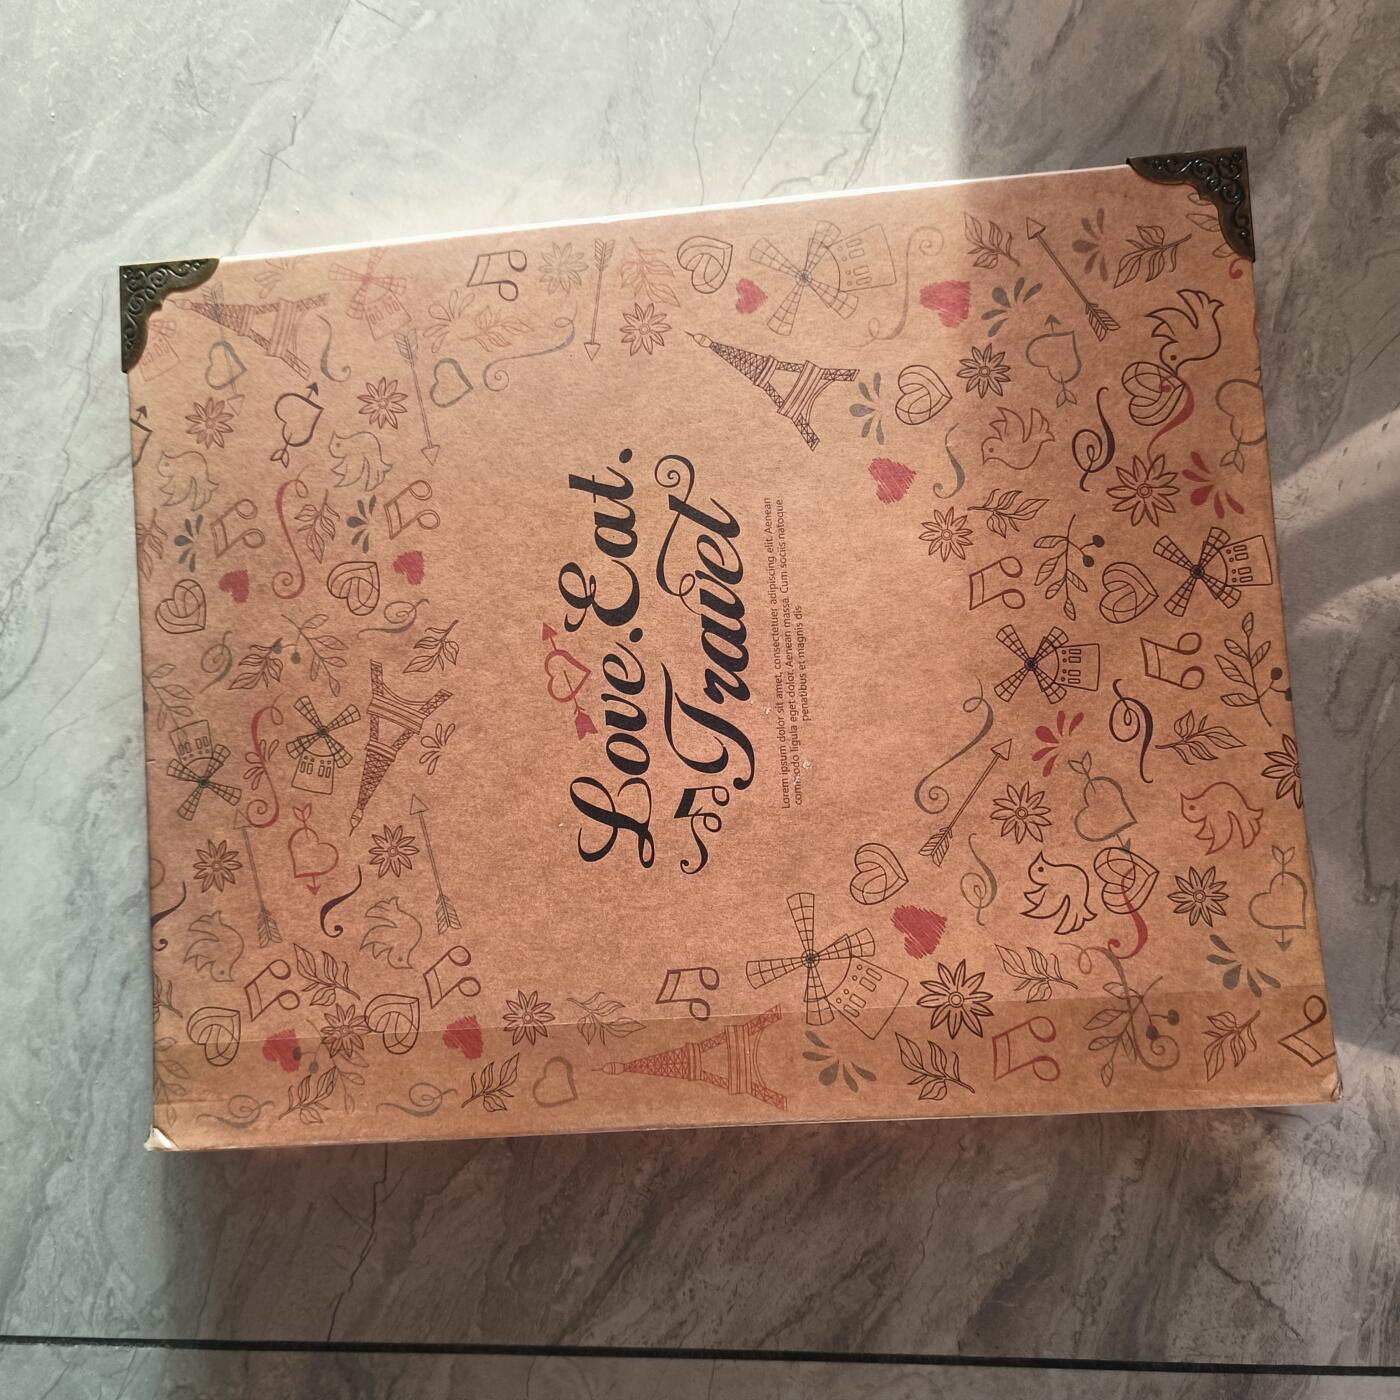 Love.Eat.
Travel
Lorem ipsum dolor sit amet, consectetuer adipiscing elit. Aenean
commodo ligula eget dolor. Aenean massa. Cum sociis natoque
penatibus et magnis dis